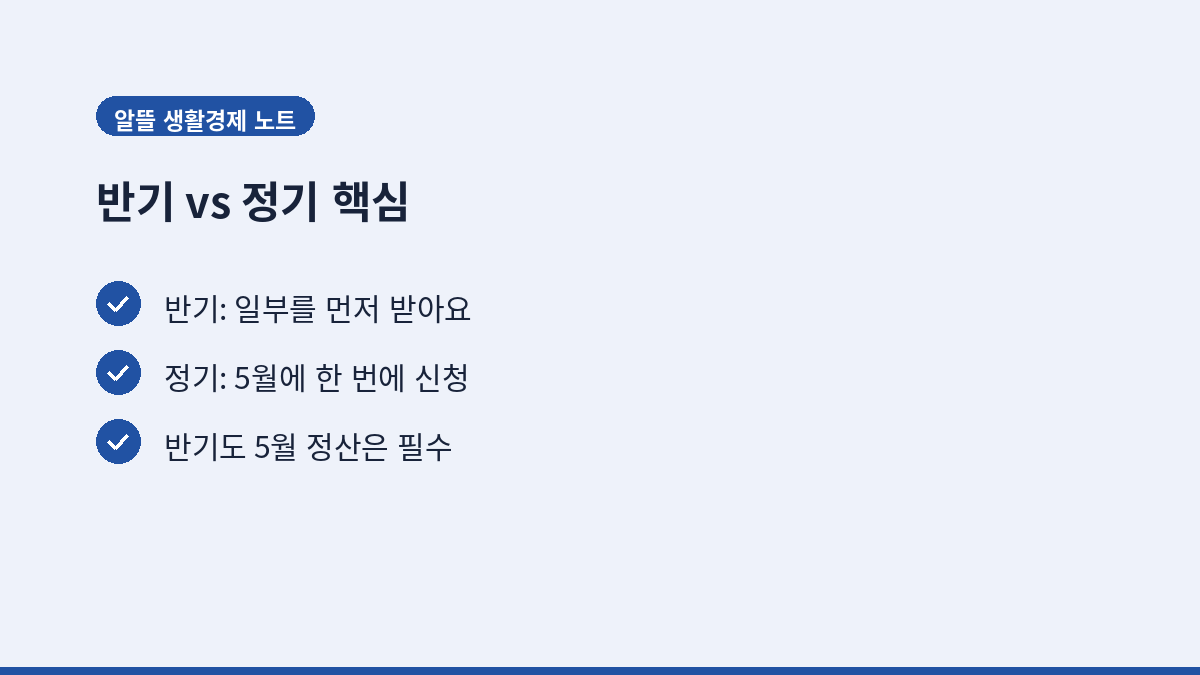 알뜰 생활경제 노트
반기 vs 정기 핵심
반기: 일부를 먼저 받아요
정기: 5월에 한 번에 신청
반기도 5월 정산은 필수